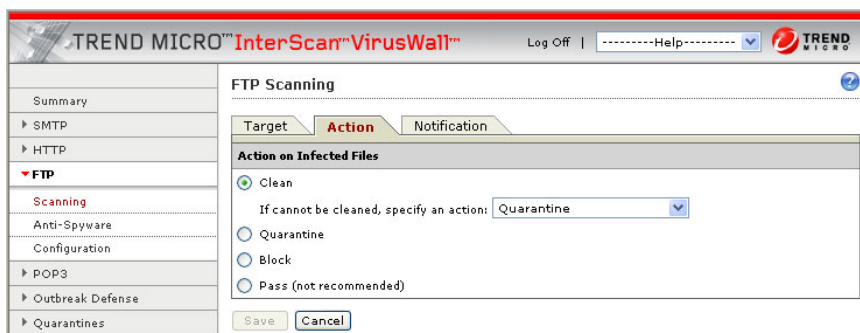 TREND MICRO™ InterScan™ VirusWall™
Log Off | ---------Help---------
TREND MICRO
Summary
SMTP
HTTP
FTP
Scanning
Anti-Spyware
Configuration
POP3
Outbreak Defense
Quarantines
FTP Scanning
?
Target
Action
Notification
Action on Infected Files
Clean
If cannot be cleaned, specify an action: Quarantine
Quarantine
Block
Pass (not recommended)
Save
Cancel